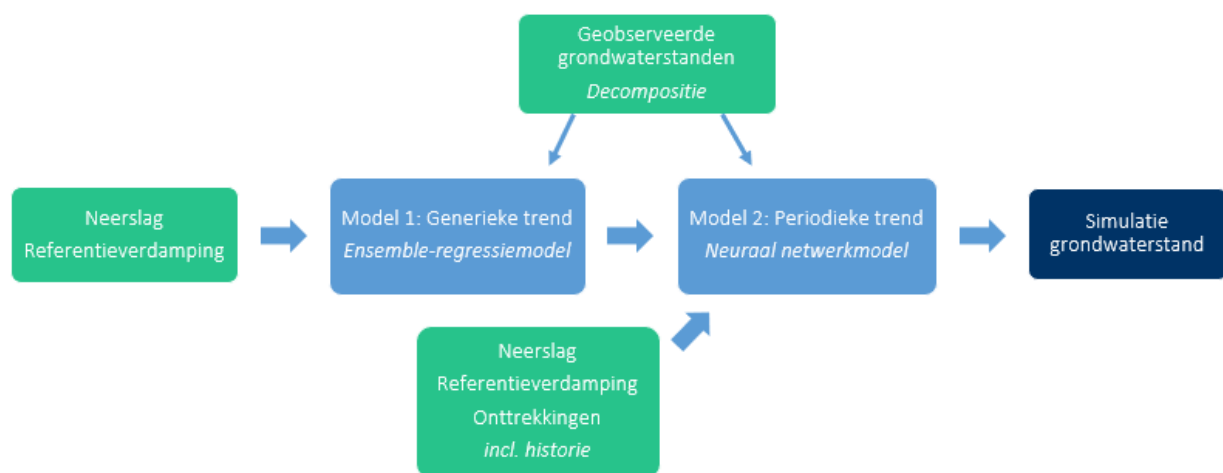 Geobserveerde
grondwaterstanden
Decompositie
Neerslag
Referentieverdamping
Model 1: Generieke trend
Ensemble-regressiemodel
Model 2: Periodieke trend
Neuraal netwerkmodel
Simulatie
grondwaterstand
Neerslag
Referentieverdamping
Onttrekkingen
incl. historie